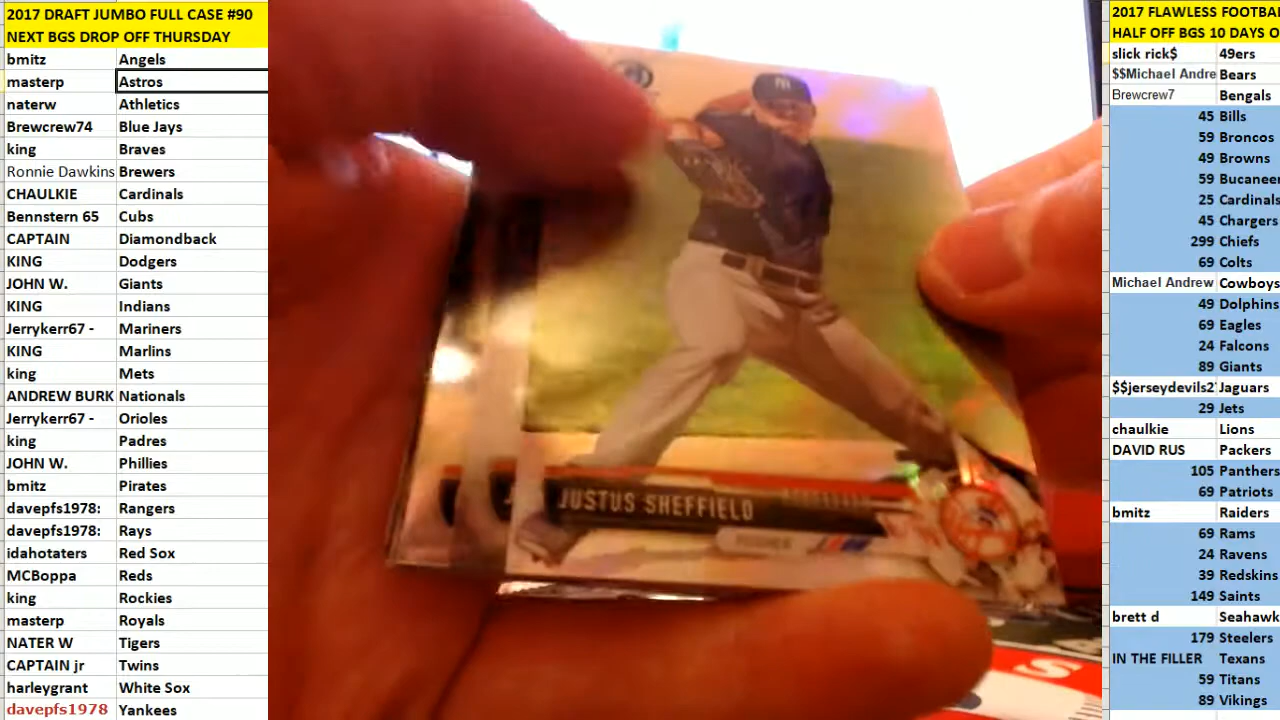 2017 DRAFT JUMBO FULL CASE #90
NEXT BGS DROP OFF THURSDAY
bmitz Angels
masterp Astros
naterw Athletics
Brewcrew74 Blue Jays
king Braves
Ronnie Dawkins Brewers
CHAULKIE Cardinals
Bennstern 65 Cubs
CAPTAIN Diamondback
KING Dodgers
JOHN W. Giants
KING Indians
Jerrykerr67 - Mariners
KING Marlins
king Mets
ANDREW BURK Nationals
Jerrykerr67 - Orioles
king Padres
JOHN W. Phillies
bmitz Pirates
davepfs1978: Rangers
davepfs1978: Rays
idahotaters Red Sox
MCBoppa Reds
king Rockies
masterp Royals
NATER W Tigers
CAPTAIN jr Twins
harleygrant White Sox
davepfs1978 Yankees
JUSTUS SHEFFIELD
2017 FLAWLESS FOOTBA
HALF OFF BGS 10 DAYS O
slick rick$ 49ers
$$Michael Andre Bears
Brewcrew7 Bengals
45 Bills
59 Broncos
49 Browns
59 Bucaneer
25 Cardinals
45 Chargers
299 Chiefs
69 Colts
Michael Andrew Cowboys
49 Dolphins
69 Eagles
24 Falcons
89 Giants
$$jerseydevils2 Jaguars
29 Jets
chaulkie Lions
DAVID RUS Packers
105 Panthers
69 Patriots
bmitz Raiders
69 Rams
24 Ravens
39 Redskins
149 Saints
brett d Seahawk
179 Steelers
IN THE FILLER Texans
59 Titans
89 Vikings